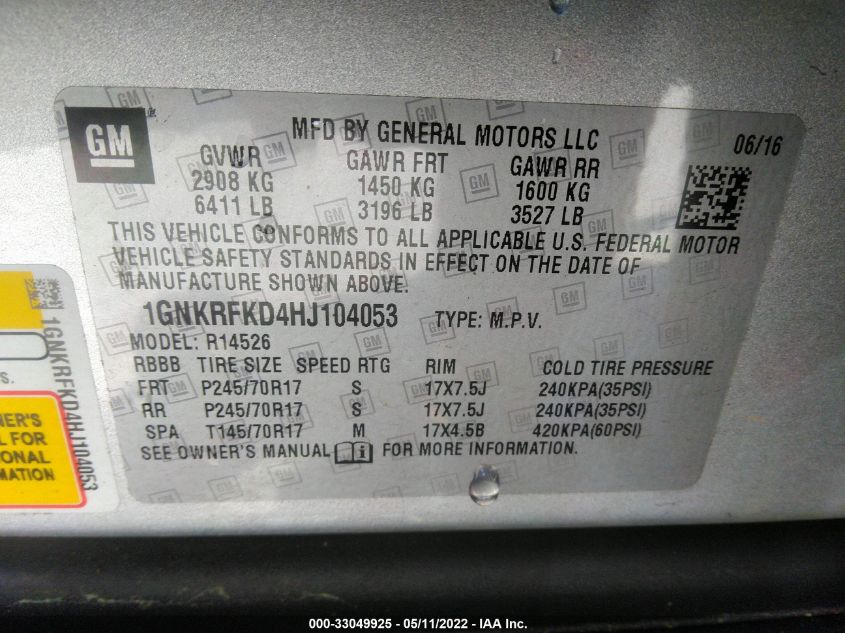 GM
MFD BY GENERAL MOTORS LLC
06/16
GVWR GAWR FRT GAWR RR
2908 KG 1450 KG 1600 KG
6411 LB 3196 LB 3527 LB
THIS VEHICLE CONFORMS TO ALL APPLICABLE U.S. FEDERAL MOTOR
VEHICLE SAFETY STANDARDS IN EFFECT ON THE DATE OF
MANUFACTURE SHOWN ABOVE.
1GNKRFKD4HJ104053 TYPE: M.P.V.
MODEL: R14526
RBBB TIRE SIZE SPEED RTG RIM COLD TIRE PRESSURE
FRT P245/70R17 S 17X7.5J 240KPA(35PSI)
RR P245/70R17 S 17X7.5J 240KPA(35PSI)
SPA T145/70R17 M 17X4.5B 420KPA(60PSI)
SEE OWNER'S MANUAL FOR MORE INFORMATION.
1GNKRFKD4HJ104053
S.
NER'S
L FOR
ONAL
MATION
000-33049925 - 05/11/2022 - IAA Inc.